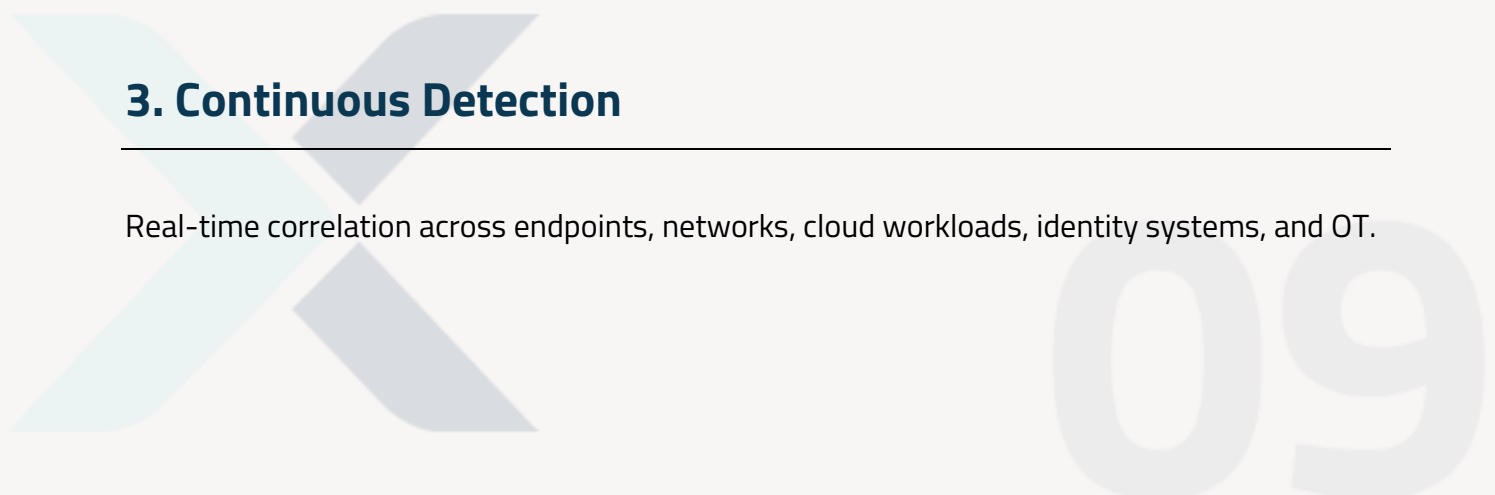 3. Continuous Detection
Real-time correlation across endpoints, networks, cloud workloads, identity systems, and OT.
09